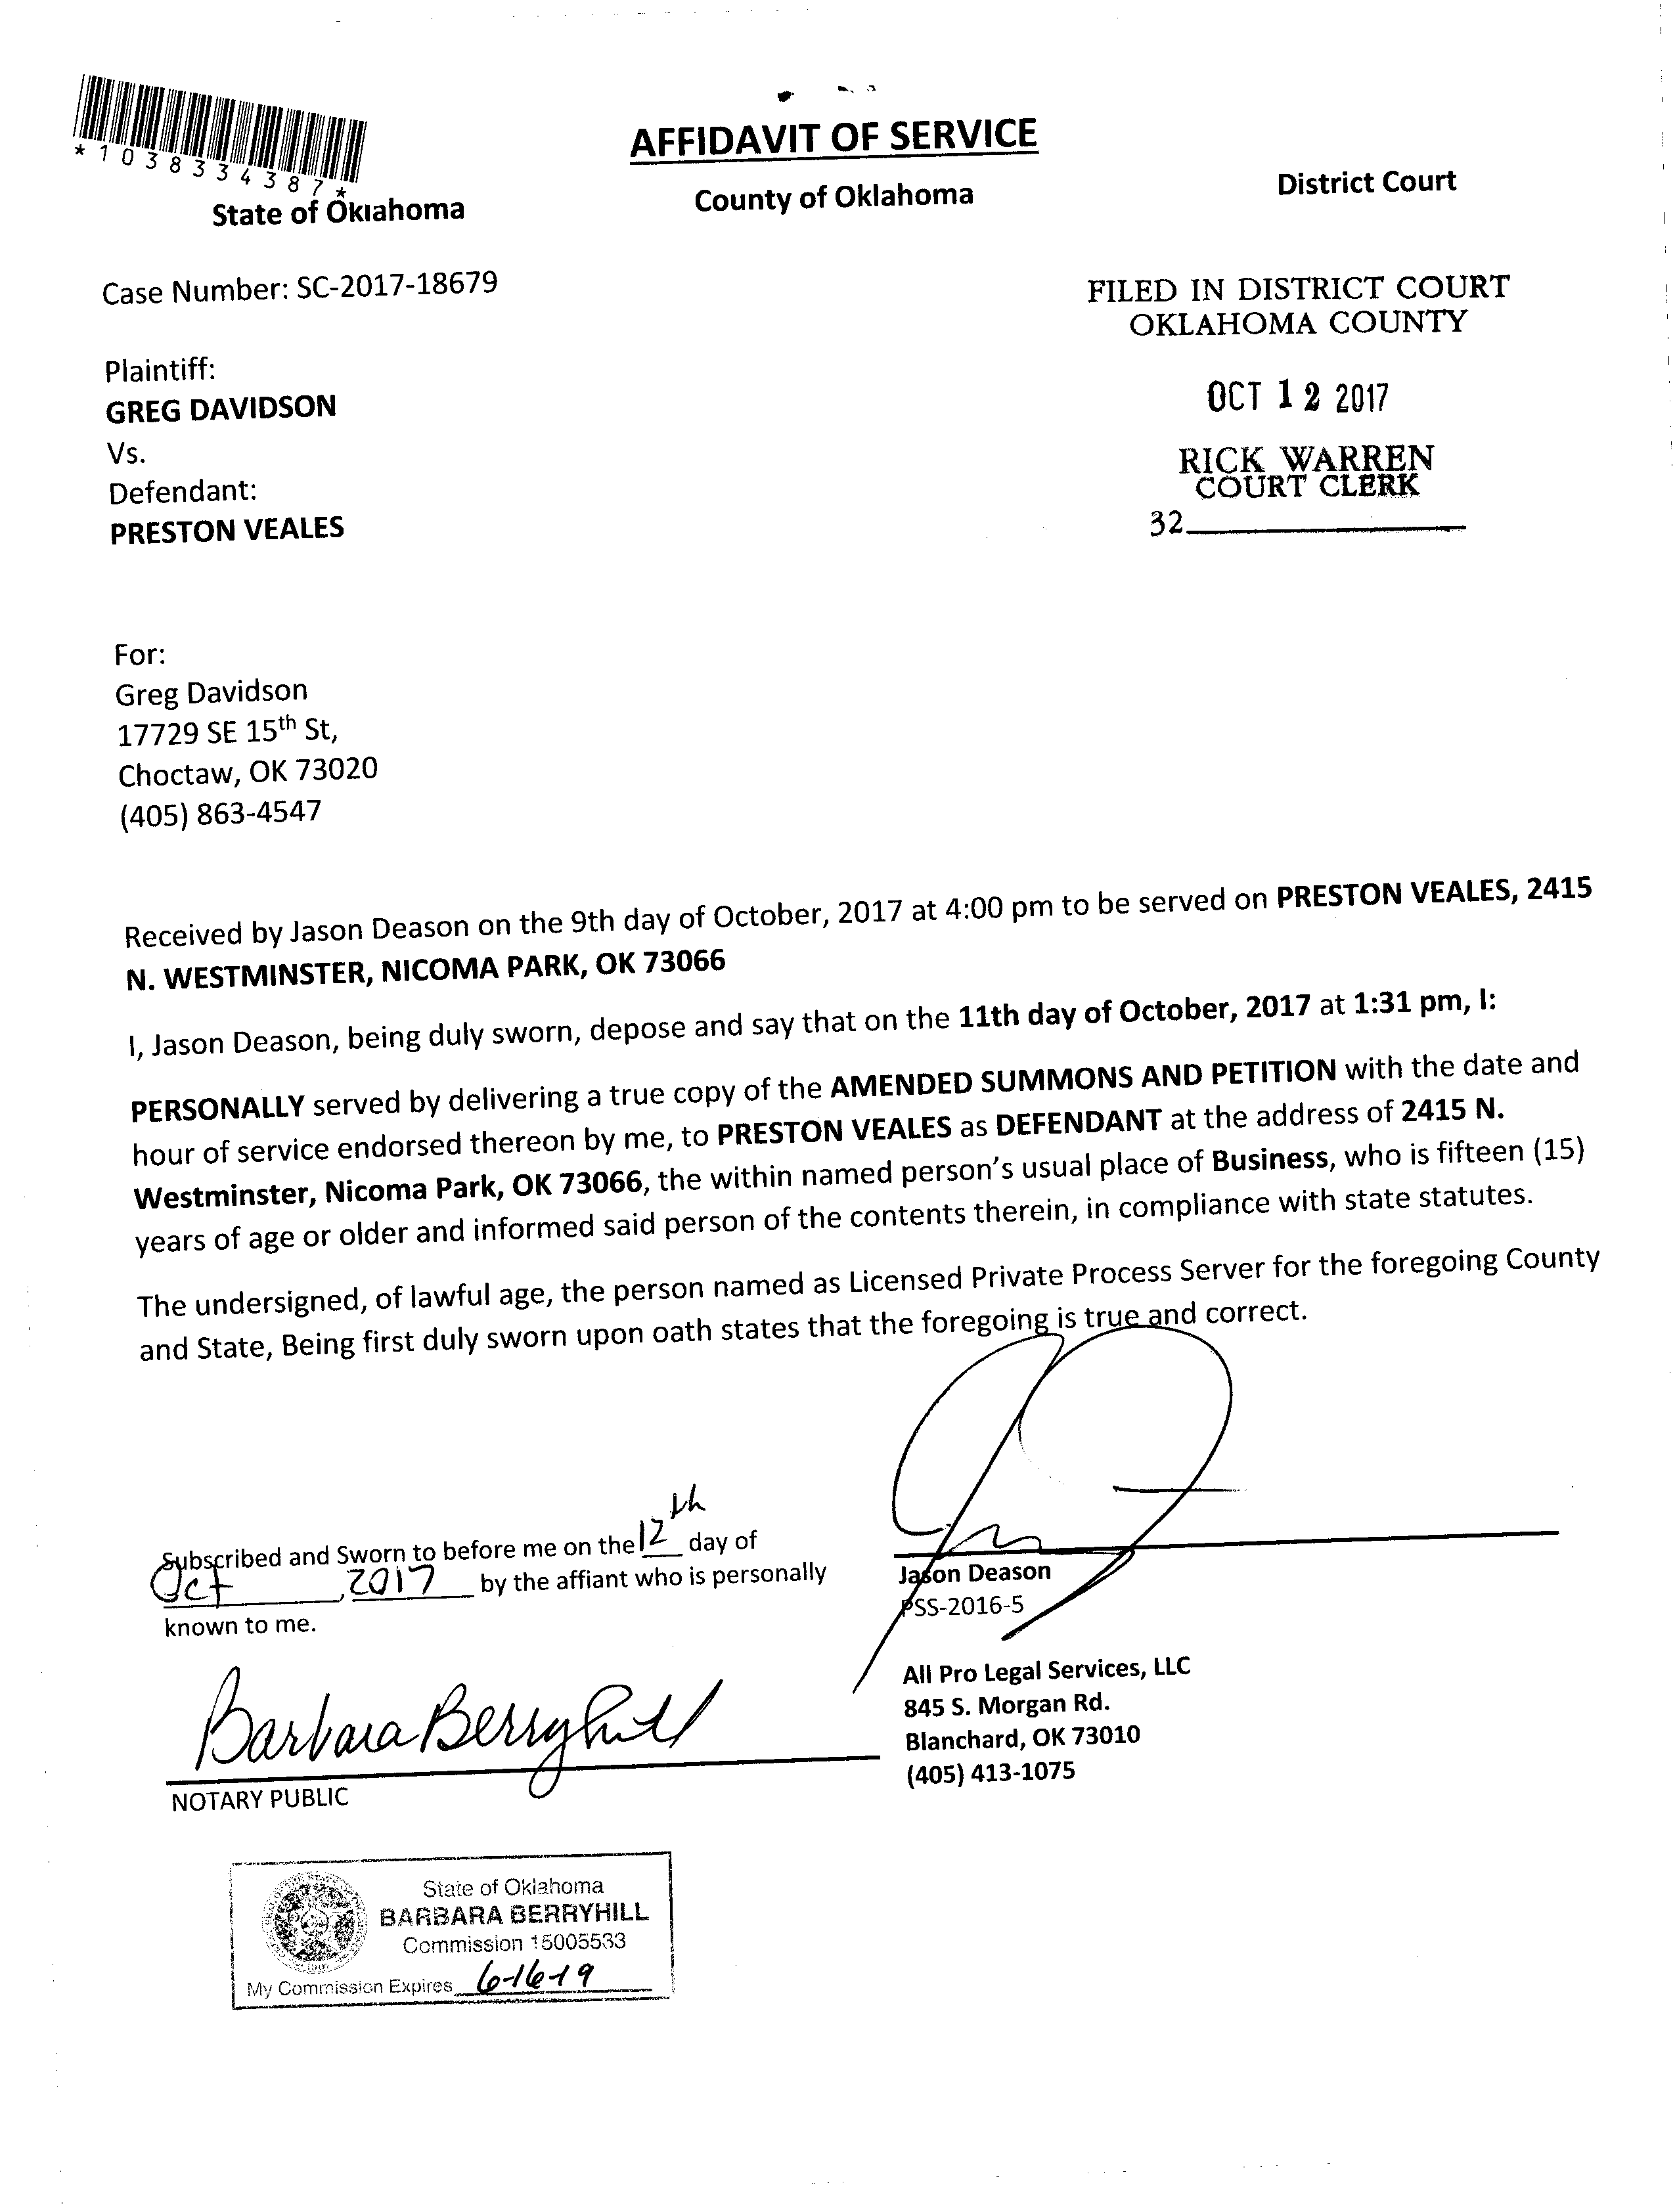 *1038334387*
AFFIDAVIT OF SERVICE
State of Oklahoma
County of Oklahoma
District Court
Case Number: SC-2017-18679
FILED IN DISTRICT COURT
OKLAHOMA COUNTY
OCT 12 2017
RICK WARREN
COURT CLERK
32
Plaintiff:
GREG DAVIDSON
Vs.
Defendant:
PRESTON VEALES
For:
Greg Davidson
17729 SE 15th St,
Choctaw, OK 73020
(405) 863-4547
Received by Jason Deason on the 9th day of October, 2017 at 4:00 pm to be served on PRESTON VEALES, 2415
N. WESTMINSTER, NICOMA PARK, OK 73066
I, Jason Deason, being duly sworn, depose and say that on the 11th day of October, 2017 at 1:31 pm, I:
PERSONALLY served by delivering a true copy of the AMENDED SUMMONS AND PETITION with the date and
hour of service endorsed thereon by me, to PRESTON VEALES as DEFENDANT at the address of 2415 N.
Westminster, Nicoma Park, OK 73066, the within named person's usual place of Business, who is fifteen (15)
years of age or older and informed said person of the contents therein, in compliance with state statutes.
The undersigned, of lawful age, the person named as Licensed Private Process Server for the foregoing County
and State, Being first duly sworn upon oath states that the foregoing is true and correct.
Subscribed and Sworn to before me on the 12th day of
Oct, 2017 by the affiant who is personally
known to me.
Barbara Berryhill
NOTARY PUBLIC
Jason Deason
PSS-2016-5
All Pro Legal Services, LLC
845 S. Morgan Rd.
Blanchard, OK 73010
(405) 413-1075
State of Oklahoma
BARBARA BERRYHILL
Commission 15005533
My Commission Expires 6-16-19